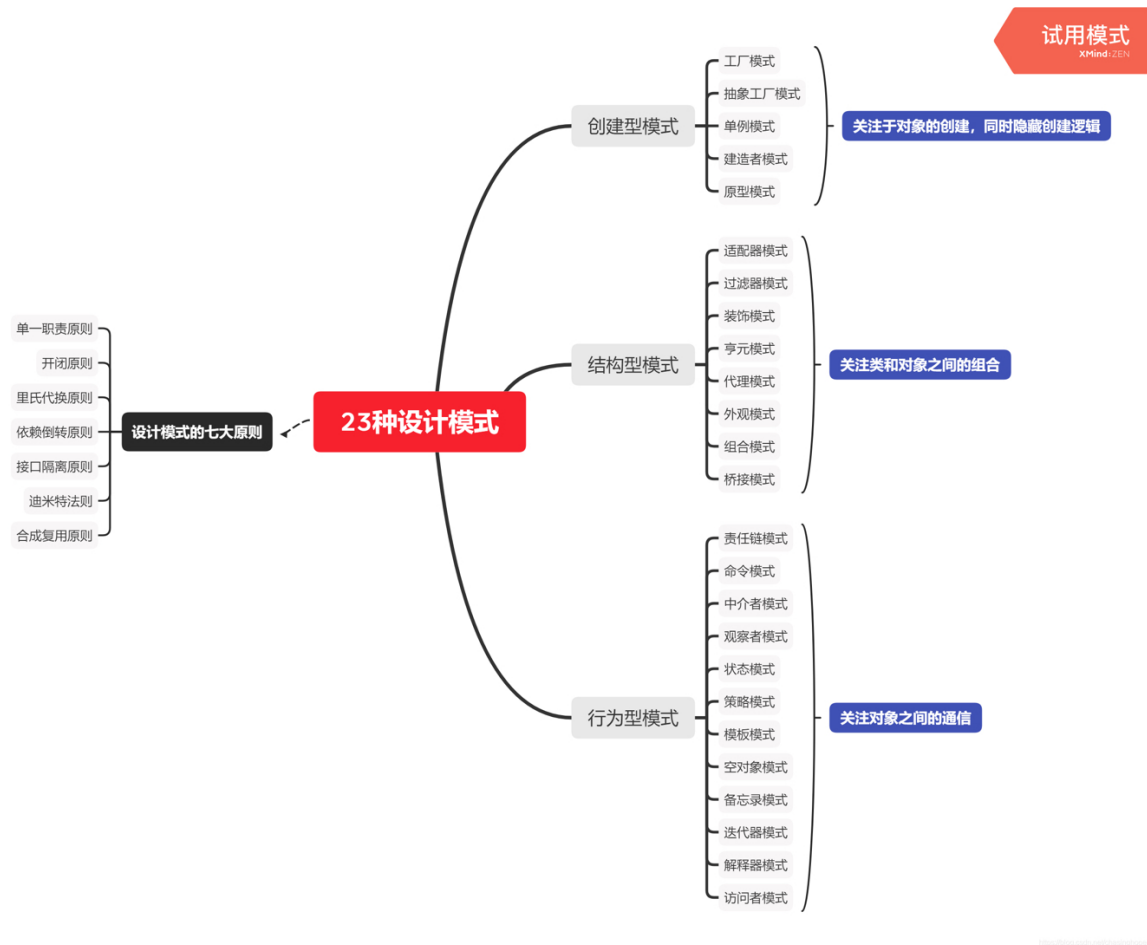 试用模式
XMind:ZEN
23种设计模式
创建型模式
工厂模式
抽象工厂模式
单例模式
建造者模式
原型模式
关注于对象的创建，同时隐藏创建逻辑
结构型模式
适配器模式
过滤器模式
装饰模式
亨元模式
代理模式
外观模式
组合模式
桥接模式
关注类和对象之间的组合
行为型模式
责任链模式
命令模式
中介者模式
观察者模式
状态模式
策略模式
模板模式
空对象模式
备忘录模式
迭代器模式
解释器模式
访问者模式
关注对象之间的通信
设计模式的七大原则
单一职责原则
开闭原则
里氏代换原则
依赖倒转原则
接口隔离原则
迪米特法则
合成复用原则